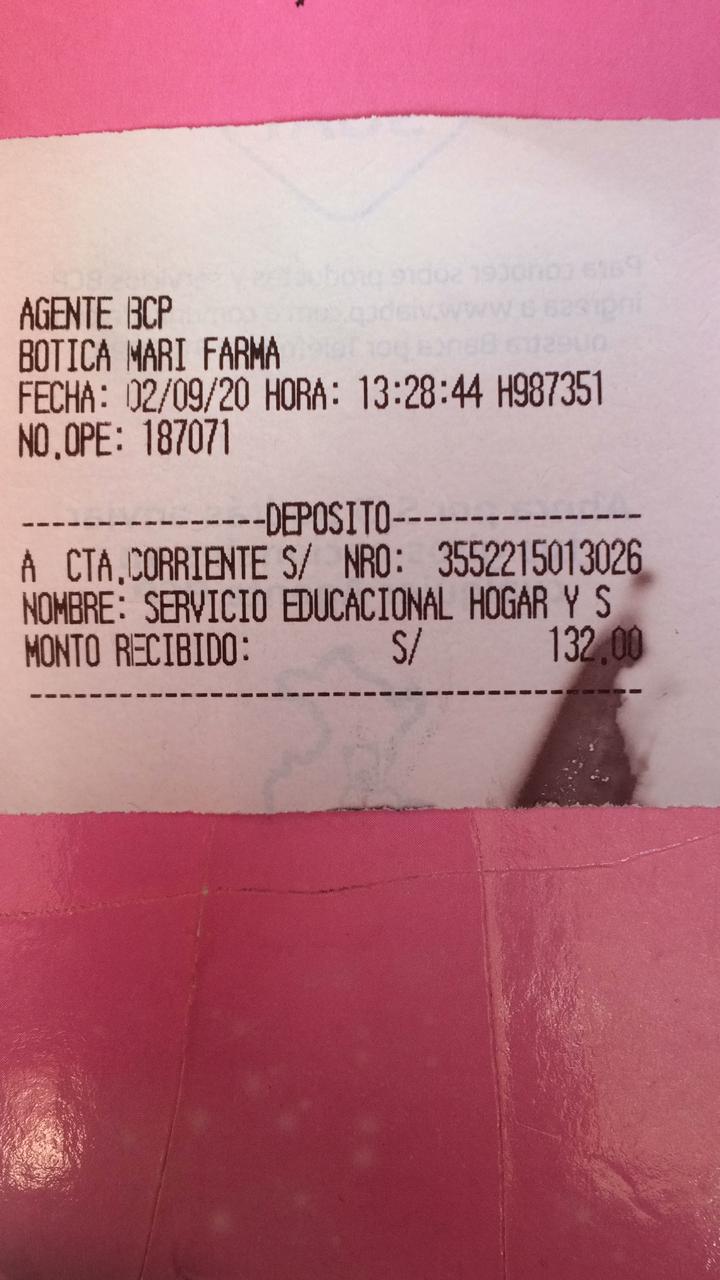 AGENTE BCP
BOTICA MARI FARMA
FECHA: 02/09/20 HORA: 13:28:44 H987351
NO.OPE: 187071
---------------DEPOSITO---------------
A CTA.CORRIENTE S/ NRO: 3552215013026
NOMBRE: SERVICIO EDUCACIONAL HOGAR Y S
MONTO RECIBIDO: S/ 132.00
---------------------------------------